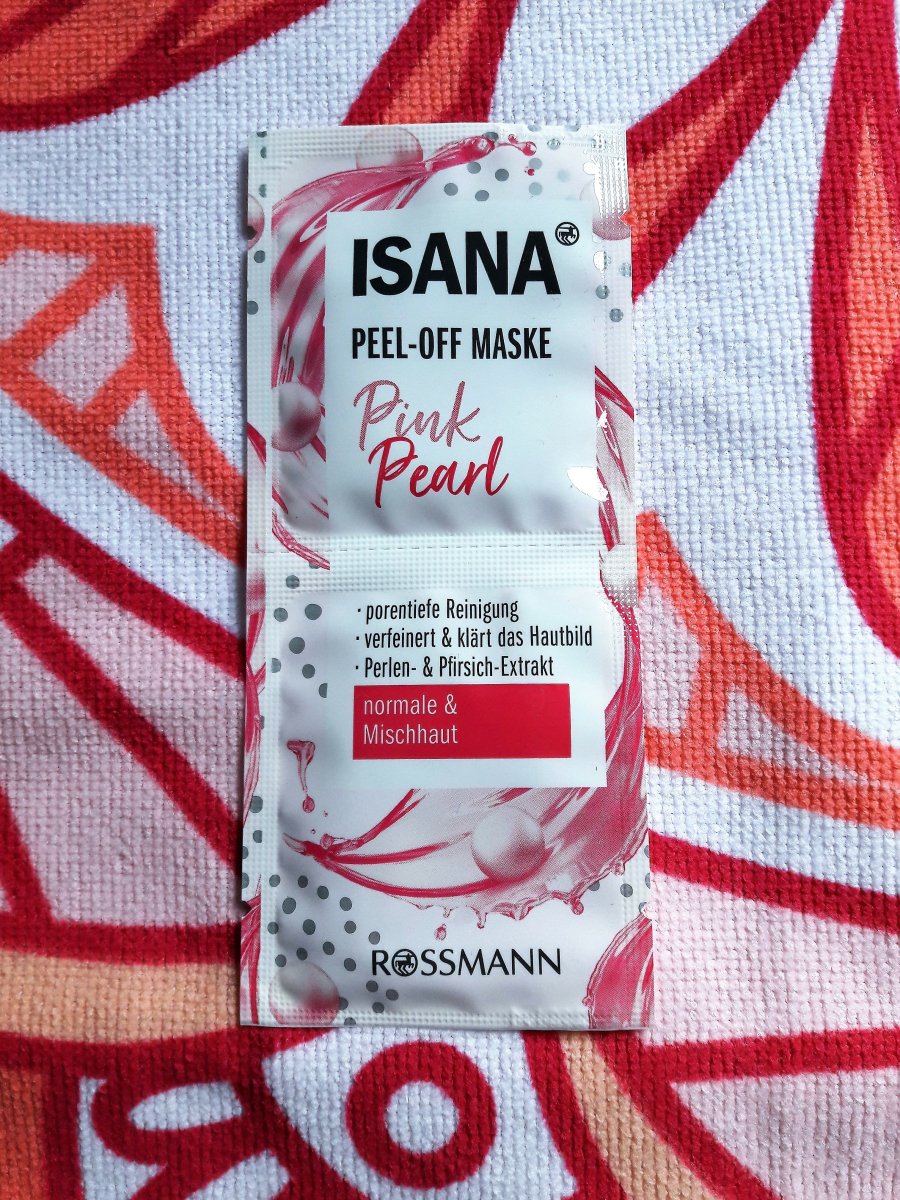 ISANA
PEEL-OFF MASKE
Pink
Pearl
· porentiefe Reinigung
· verfeinert & klärt das Hautbild
· Perlen- & Pfirsich-Extrakt
normale &
Mischhaut
ROSSMANN